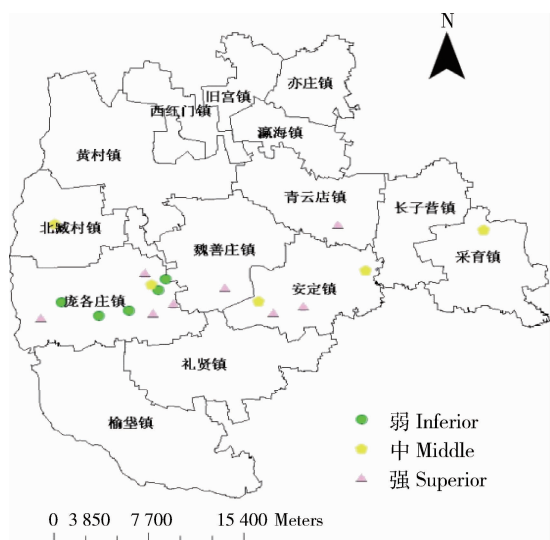 N
亦庄镇
旧宫镇
西红门镇
瀛海镇
黄村镇
青云店镇
长子营镇
北臧村镇
魏善庄镇
采育镇
庞各庄镇
安定镇
礼贤镇
榆垡镇
弱 Inferior
中 Middle
强 Superior
0 3 850 7 700 15 400 Meters